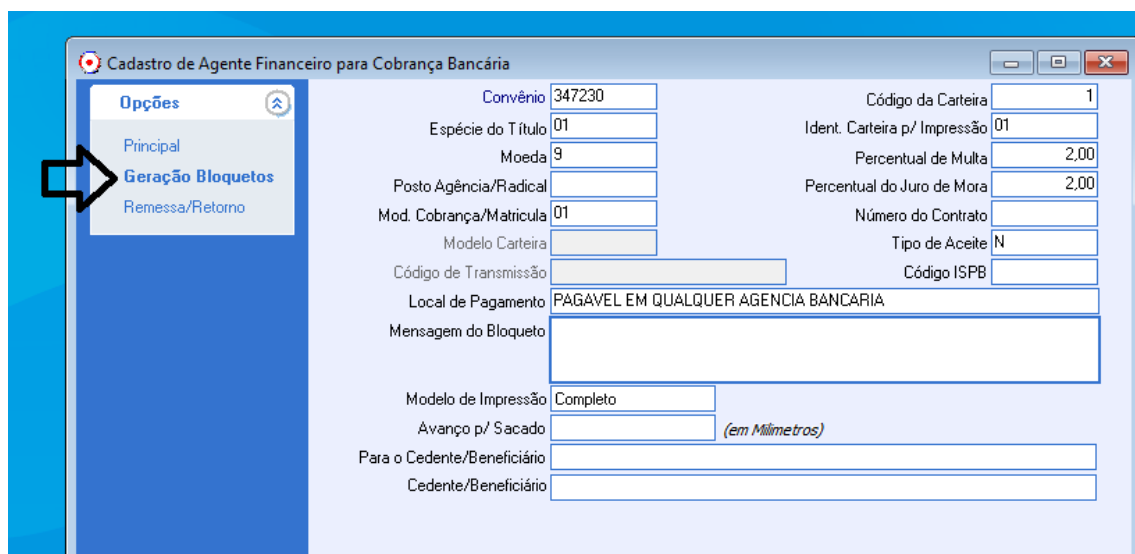 Cadastro de Agente Financeiro para Cobrança Bancária
Opções
Principal
Geração Bloquetos
Remessa/Retorno
Convênio 347230 Código da Carteira 1
Espécie do Título 01 Ident. Carteira p/ Impressão 01
Moeda 9 Percentual de Multa 2,00
Posto Agência/Radical Percentual do Juro de Mora 2,00
Mod. Cobrança/Matricula 01 Número do Contrato
Modelo Carteira Tipo de Aceite N
Código de Transmissão Código ISPB
Local de Pagamento PAGAVEL EM QUALQUER AGENCIA BANCARIA
Mensagem do Bloqueto
Modelo de Impressão Completo
Avanço p/ Sacado (em Milimetros)
Para o Cedente/Beneficiário
Cedente/Beneficiário